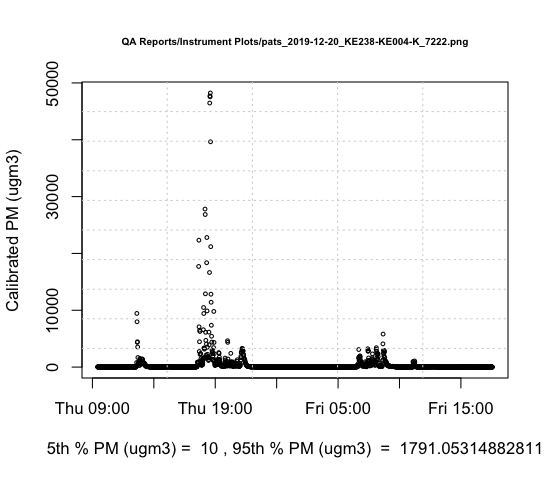 QA Reports/Instrument Plots/pats_2019-12-20_KE238-KE004-K_7222.png
50000
30000
10000
0
Calibrated PM (ugm3)
Thu 09:00 Thu 19:00 Fri 05:00 Fri 15:00
5th % PM (ugm3) = 10 , 95th % PM (ugm3) = 1791.05314882811